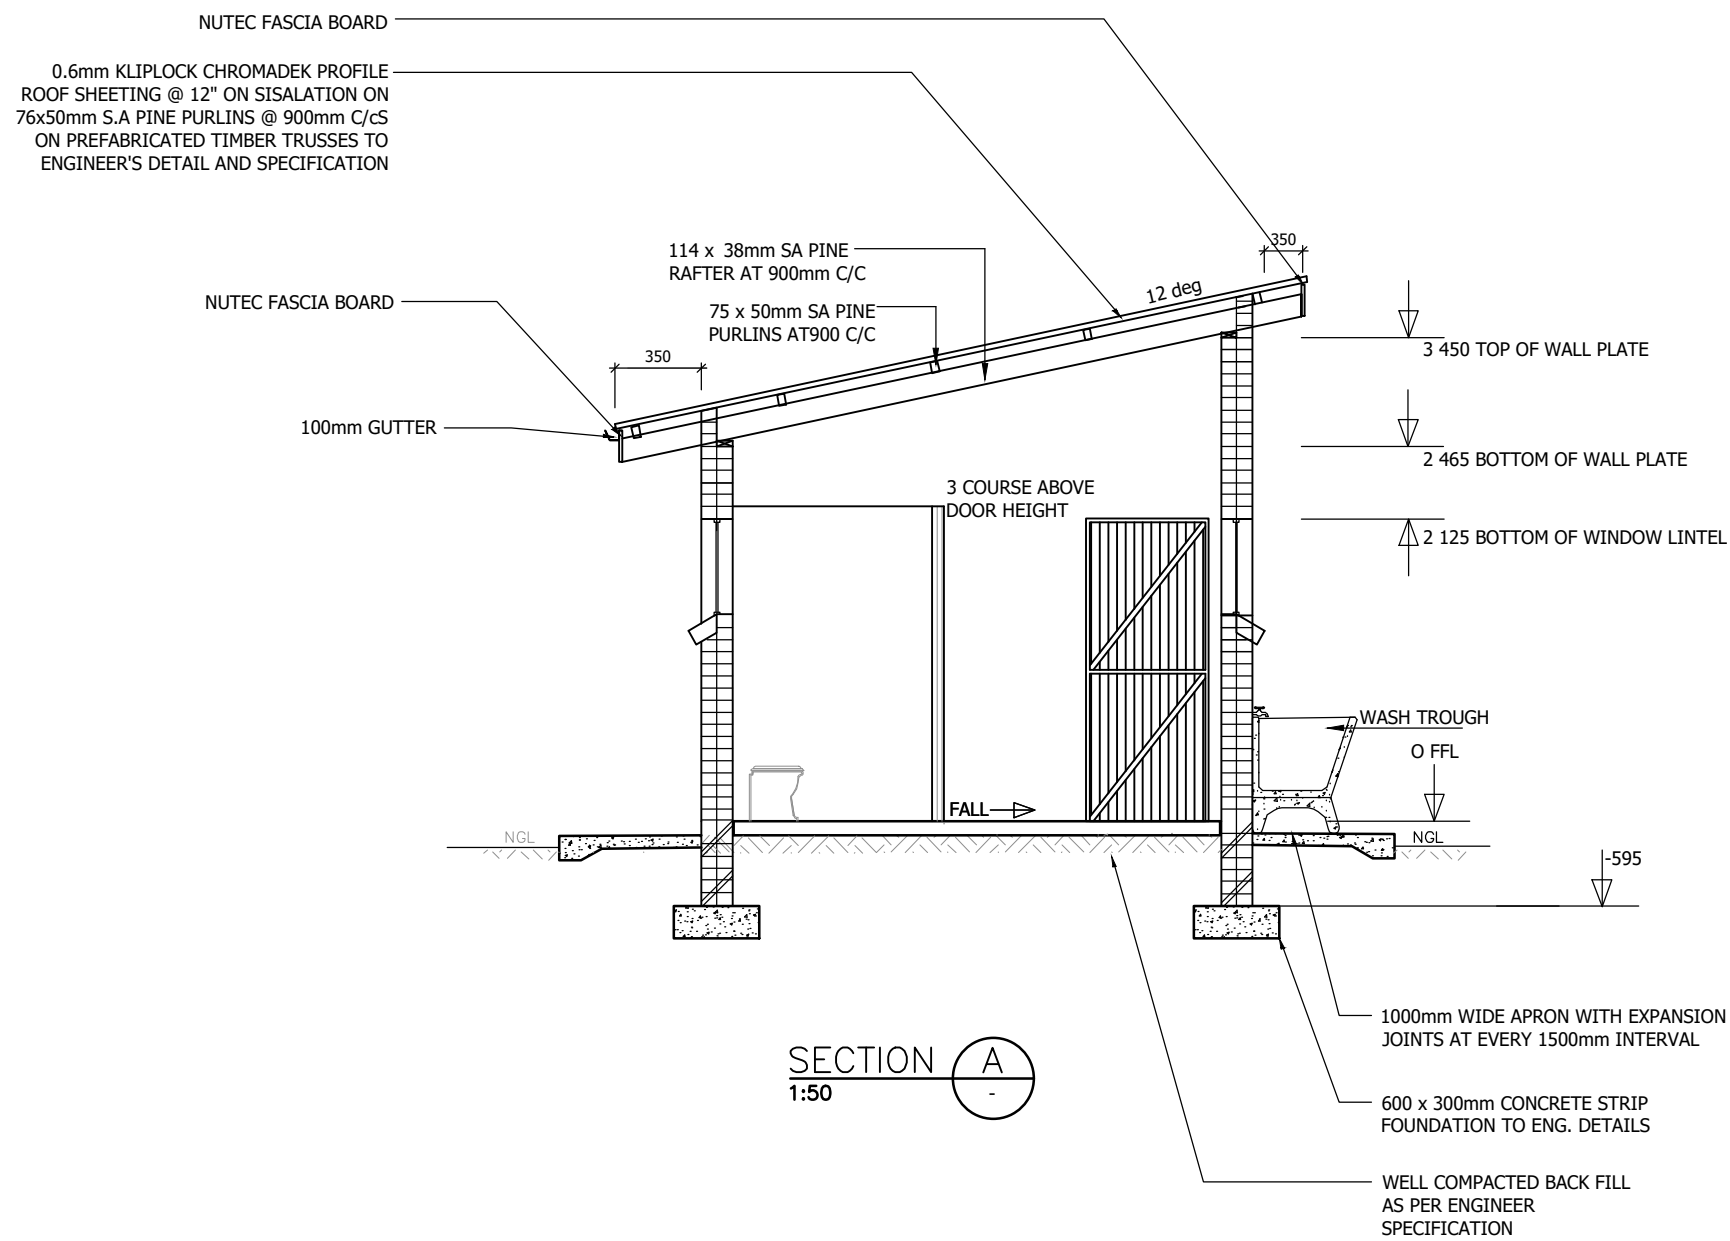 NUTEC FASCIA BOARD
0.6mm KLIPLOCK CHROMADEK PROFILE
ROOF SHEETING @ 12" ON SISALATION ON
76x50mm S.A PINE PURLINS @ 900mm C/cS
ON PREFABRICATED TIMBER TRUSSES TO
ENGINEER'S DETAIL AND SPECIFICATION
114 x 38mm SA PINE
RAFTER AT 900mm C/C
350
12 deg
NUTEC FASCIA BOARD
75 x 50mm SA PINE
PURLINS AT900 C/C
3 450 TOP OF WALL PLATE
350
100mm GUTTER
2 465 BOTTOM OF WALL PLATE
3 COURSE ABOVE
DOOR HEIGHT
2 125 BOTTOM OF WINDOW LINTEL
WASH TROUGH
O FFL
FALL
NGL
NGL
-595
1000mm WIDE APRON WITH EXPANSION
JOINTS AT EVERY 1500mm INTERVAL
SECTION A
1:50 -
600 x 300mm CONCRETE STRIP
FOUNDATION TO ENG. DETAILS
WELL COMPACTED BACK FILL
AS PER ENGINEER
SPECIFICATION